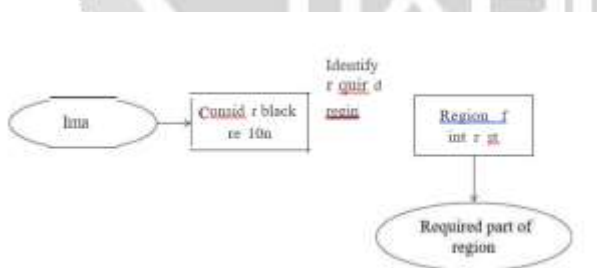 Ima
Consid r black
re 10n
Identify
r quir d
regin
Region f
int r st
Required part of
region